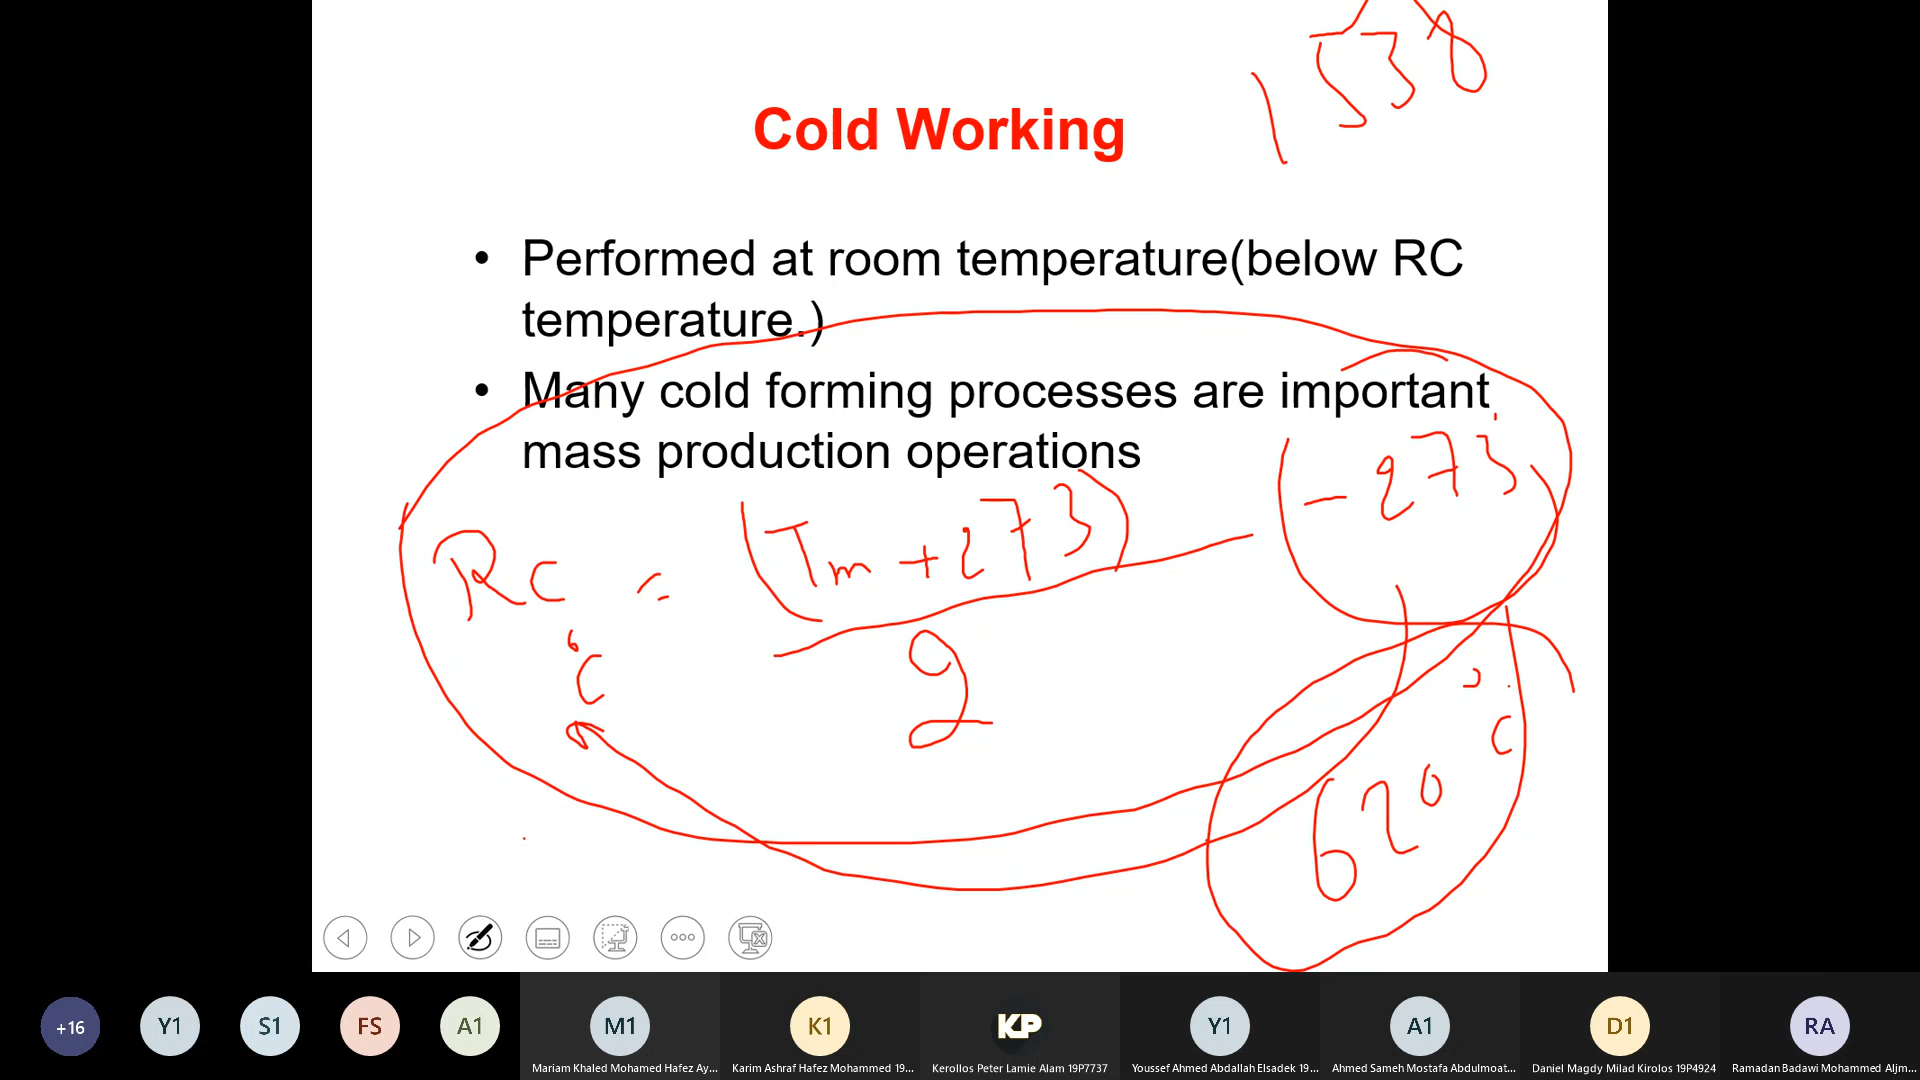 1538
Cold Working
• Performed at room temperature(below RC
temperature.)
• Many cold forming processes are important
mass production operations
Rc = (Tm + 273) / 2 - 273
°C
°C
620
+16
Y1
S1
FS
A1
M1
K1
KP
Y1
A1
D1
RA
Mariam Khaled Mohamed Hafez Ay...
Karim Ashraf Hafez Mohammed 19...
Kerollos Peter Lamie Alam 19P7737
Youssef Ahmed Abdallah Elsadek 19...
Ahmed Sameh Mostafa Abdulmoat...
Daniel Magdy Milad Kirolos 19P4924
Ramadan Badawi Mohammed Aljm...